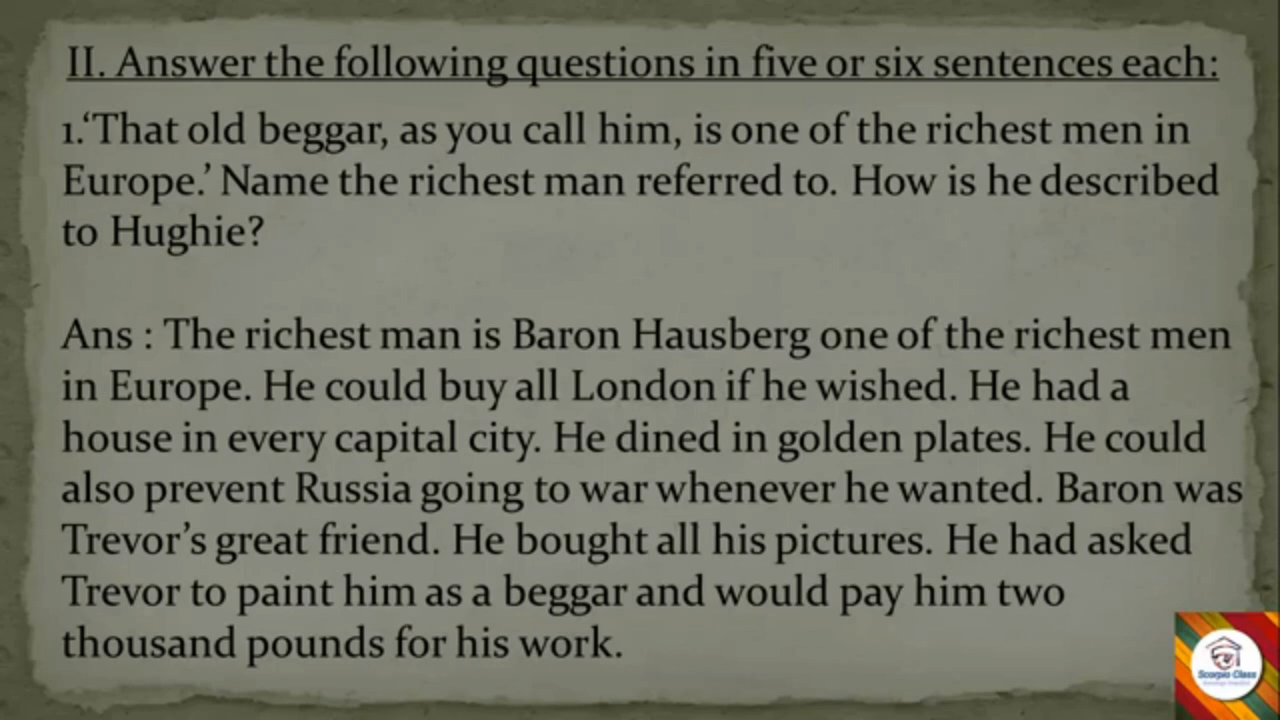 II. Answer the following questions in five or six sentences each:
1.‘That old beggar, as you call him, is one of the richest men in
Europe.’ Name the richest man referred to. How is he described
to Hughie?
Ans : The richest man is Baron Hausberg one of the richest men
in Europe. He could buy all London if he wished. He had a
house in every capital city. He dined in golden plates. He could
also prevent Russia going to war whenever he wanted. Baron was
Trevor’s great friend. He bought all his pictures. He had asked
Trevor to paint him as a beggar and would pay him two
thousand pounds for his work.
Scorpio Class